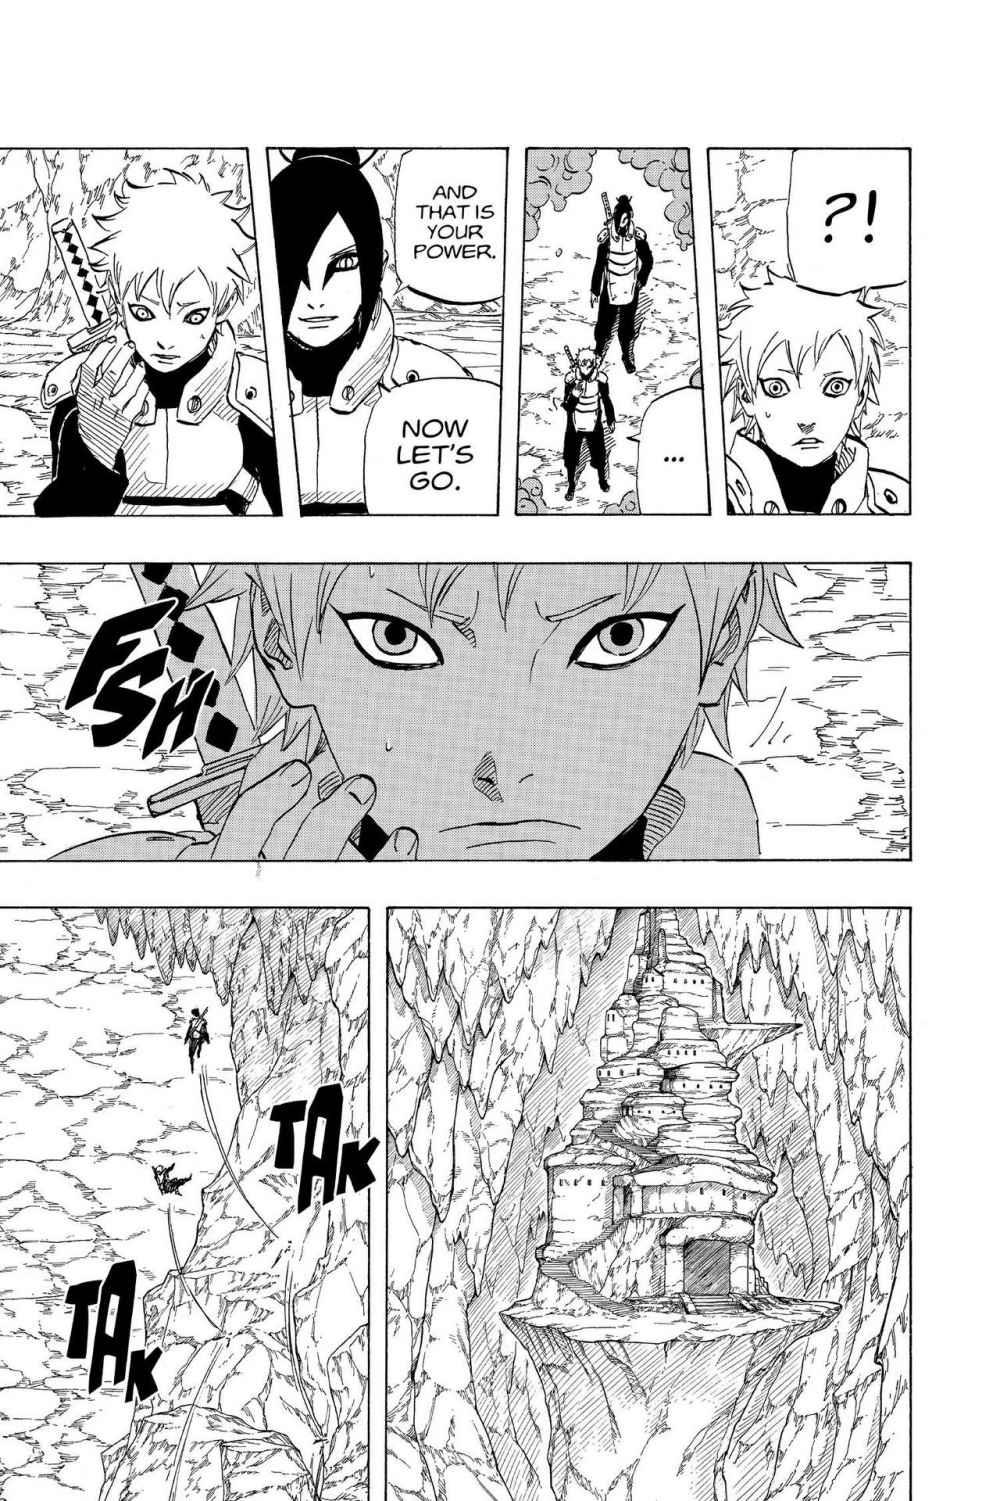 ?!
...
AND
THAT IS
YOUR
POWER.
NOW
LET'S
GO.
FSH
TAK
TAK